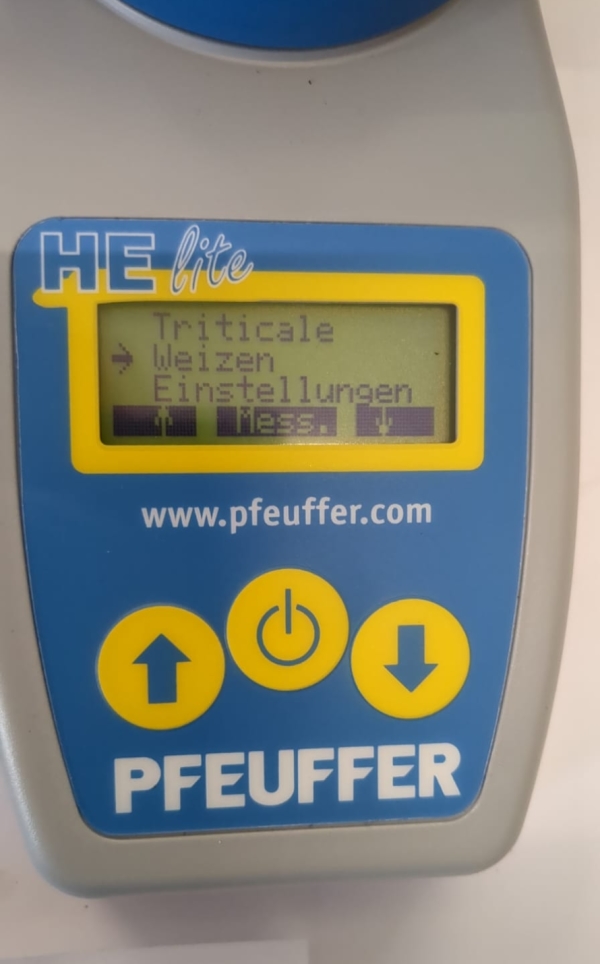 HE lite
Triticale
→ Weizen
Einstellungen
↑ Mess. ↓
www.pfeuffer.com
PFEUFFER